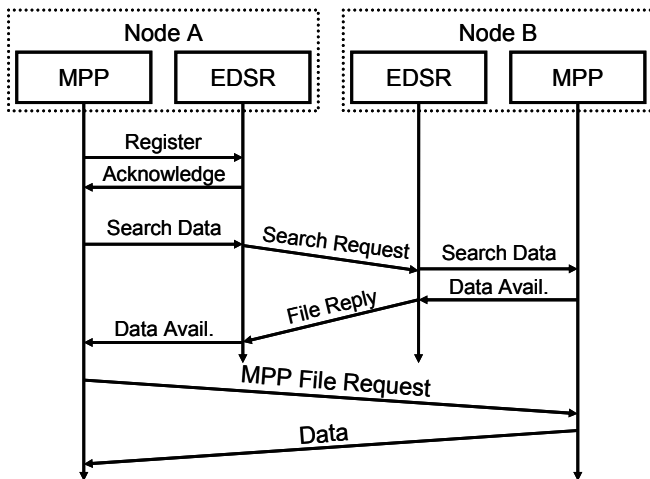 Node A
Node B
MPP
EDSR
EDSR
MPP
Register
Acknowledge
Search Data
Search Request
Search Data
Data Avail.
File Reply
Data Avail.
MPP File Request
Data